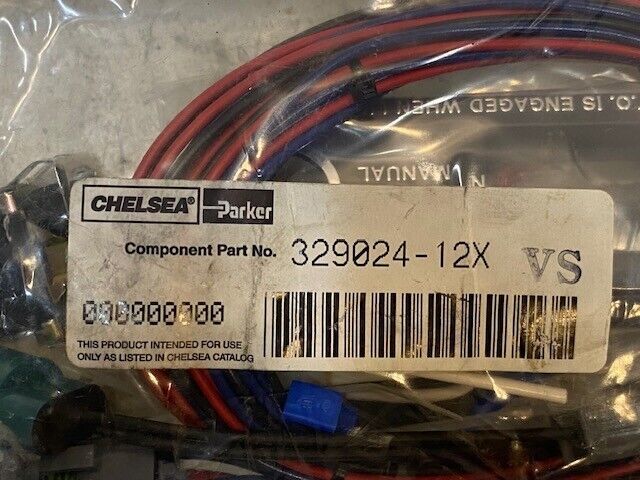 .O. IS ENGAGED WHEN
MANUAL
CHELSEA® Parker
Component Part No. 329024-12X VS
000000000
THIS PRODUCT INTENDED FOR USE
ONLY AS LISTED IN CHELSEA CATALOG